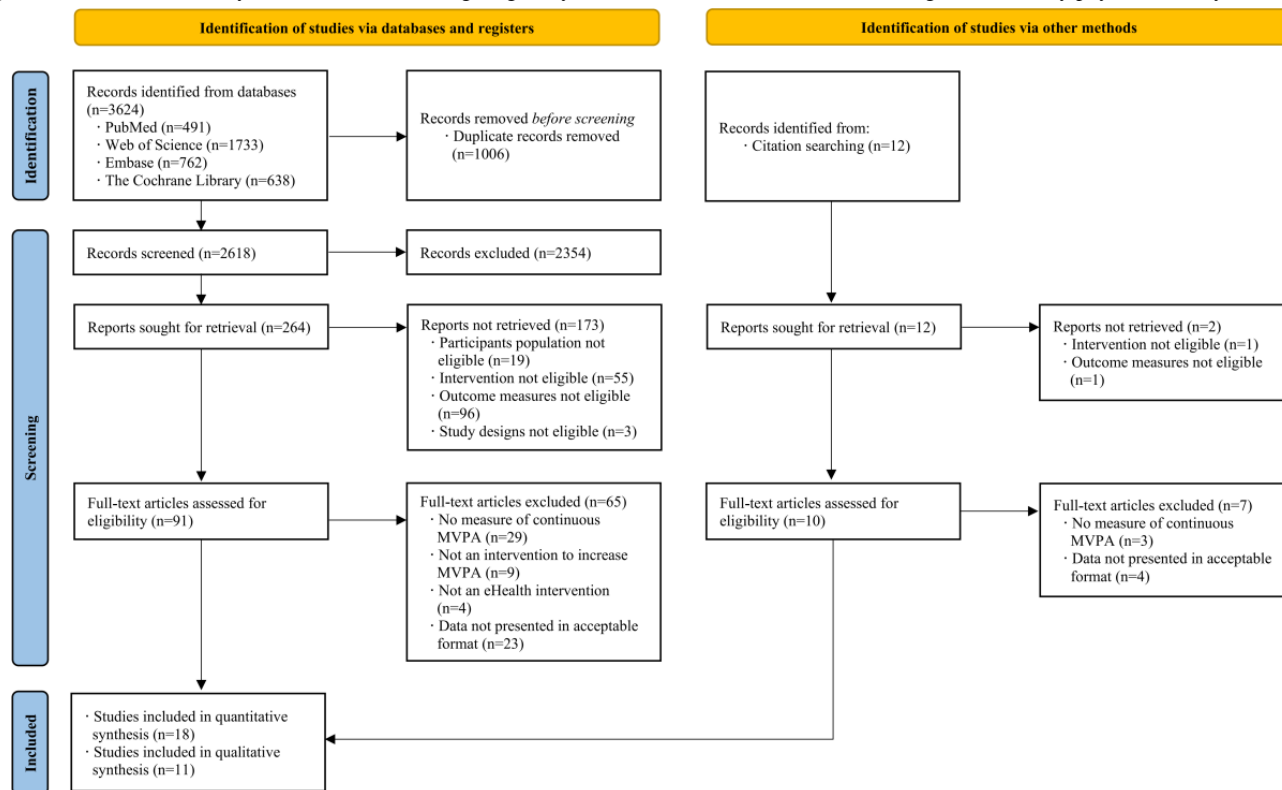 Identification of studies via databases and registers
Identification of studies via other methods
Identification
Records identified from databases
(n=3624)
· PubMed (n=491)
· Web of Science (n=1733)
· Embase (n=762)
· The Cochrane Library (n=638)
Records removed before screening
· Duplicate records removed
(n=1006)
Records identified from:
· Citation searching (n=12)
Screening
Records screened (n=2618)
Records excluded (n=2354)
Reports sought for retrieval (n=264)
Reports not retrieved (n=173)
· Participants population not
eligible (n=19)
· Intervention not eligible (n=55)
· Outcome measures not eligible
(n=96)
· Study designs not eligible (n=3)
Reports sought for retrieval (n=12)
Reports not retrieved (n=2)
· Intervention not eligible (n=1)
· Outcome measures not eligible
(n=1)
Full-text articles assessed for
eligibility (n=91)
Full-text articles excluded (n=65)
· No measure of continuous
MVPA (n=29)
· Not an intervention to increase
MVPA (n=9)
· Not an eHealth intervention
(n=4)
· Data not presented in acceptable
format (n=23)
Full-text articles assessed for
eligibility (n=10)
Full-text articles excluded (n=7)
· No measure of continuous
MVPA (n=3)
· Data not presented in acceptable
format (n=4)
Included
· Studies included in quantitative
synthesis (n=18)
· Studies included in qualitative
synthesis (n=11)